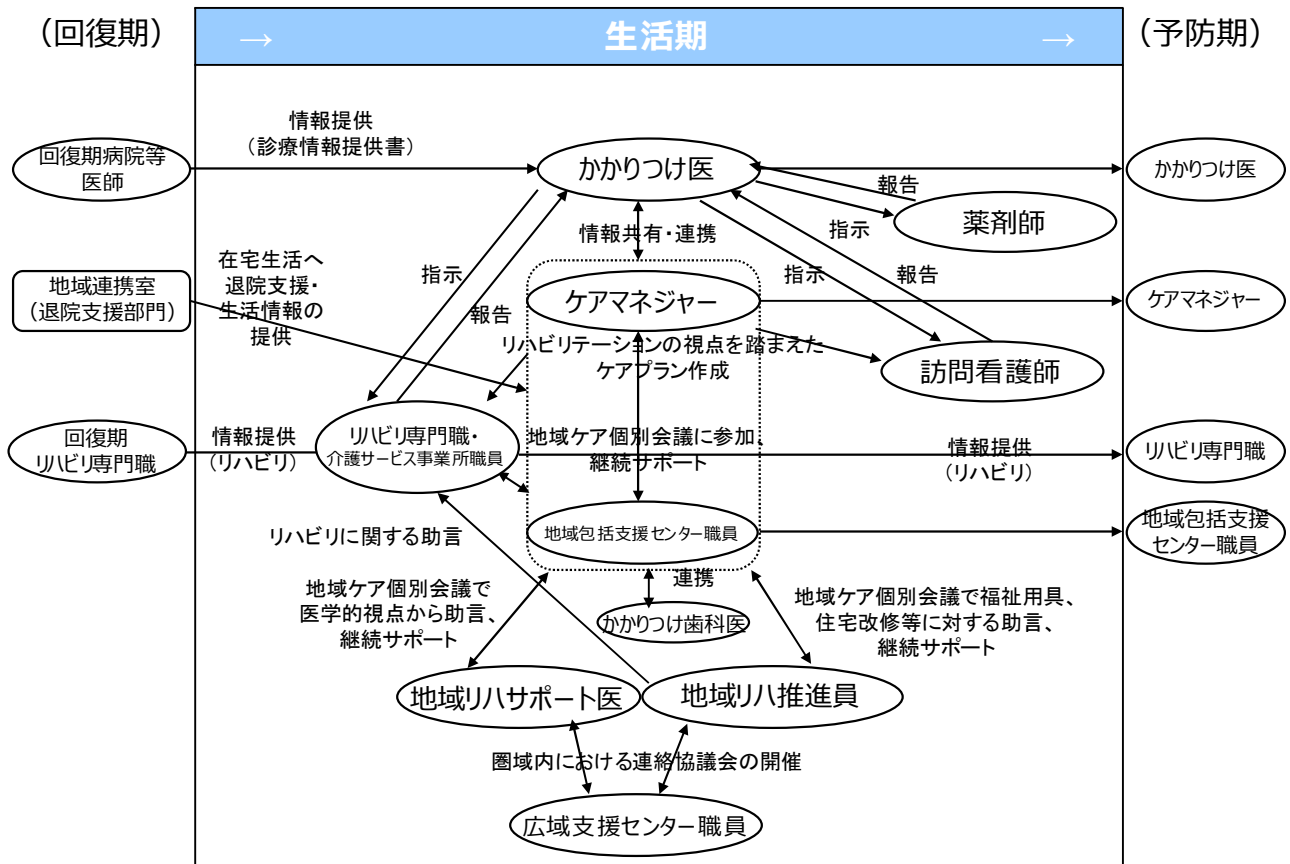 （回復期）
→ 生活期 →
（予防期）
情報提供
（診療情報提供書）
回復期病院等
医師
かかりつけ医
かかりつけ医
報告
薬剤師
指示
情報共有・連携
在宅生活へ
退院支援・
生活情報の
提供
地域連携室
（退院支援部門）
指示
報告
指示
報告
ケアマネジャー
ケアマネジャー
リハビリテーションの視点を踏まえた
ケアプラン作成
訪問看護師
回復期
リハビリ専門職
情報提供
（リハビリ）
リハビリ専門職・
介護サービス事業所職員
地域ケア個別会議に参加、
継続サポート
情報提供
（リハビリ）
リハビリ専門職
リハビリに関する助言
地域包括支援センター職員
地域包括支援
センター職員
連携
地域ケア個別会議で
医学的視点から助言、
継続サポート
かかりつけ歯科医
地域ケア個別会議で福祉用具、
住宅改修等に対する助言、
継続サポート
地域リハサポート医
地域リハ推進員
圏域内における連絡協議会の開催
広域支援センター職員